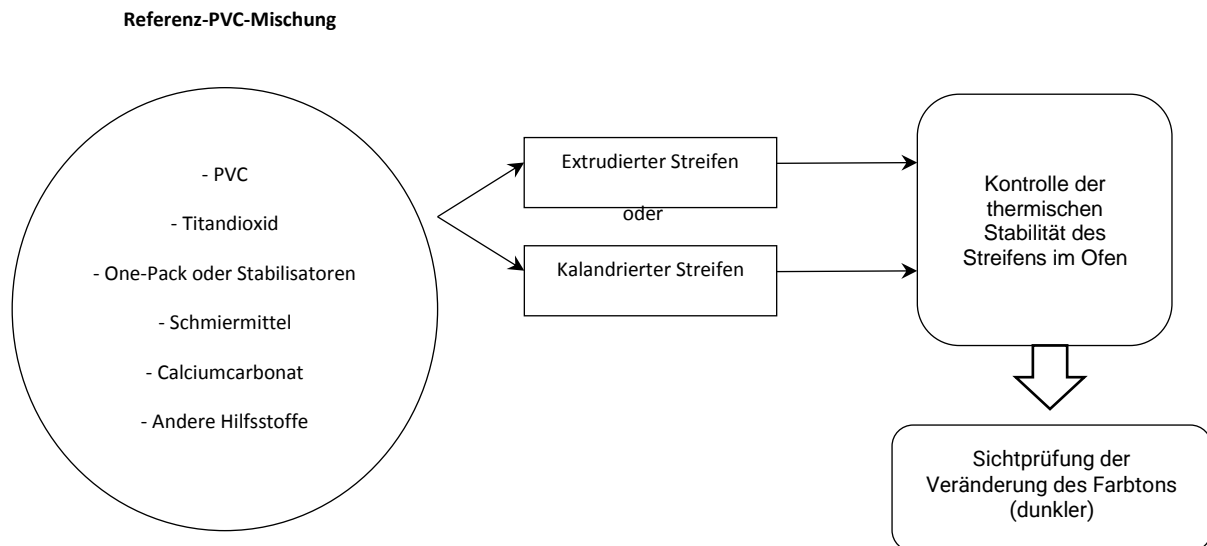 Referenz-PVC-Mischung
- PVC
- Titandioxid
- One-Pack oder Stabilisatoren
- Schmiermittel
- Calciumcarbonat
- Andere Hilfsstoffe
Extrudierter Streifen
oder
Kalandrierter Streifen
Kontrolle der
thermischen
Stabilität des
Streifens im Ofen
Sichtprüfung der
Veränderung des Farbtons
(dunkler)